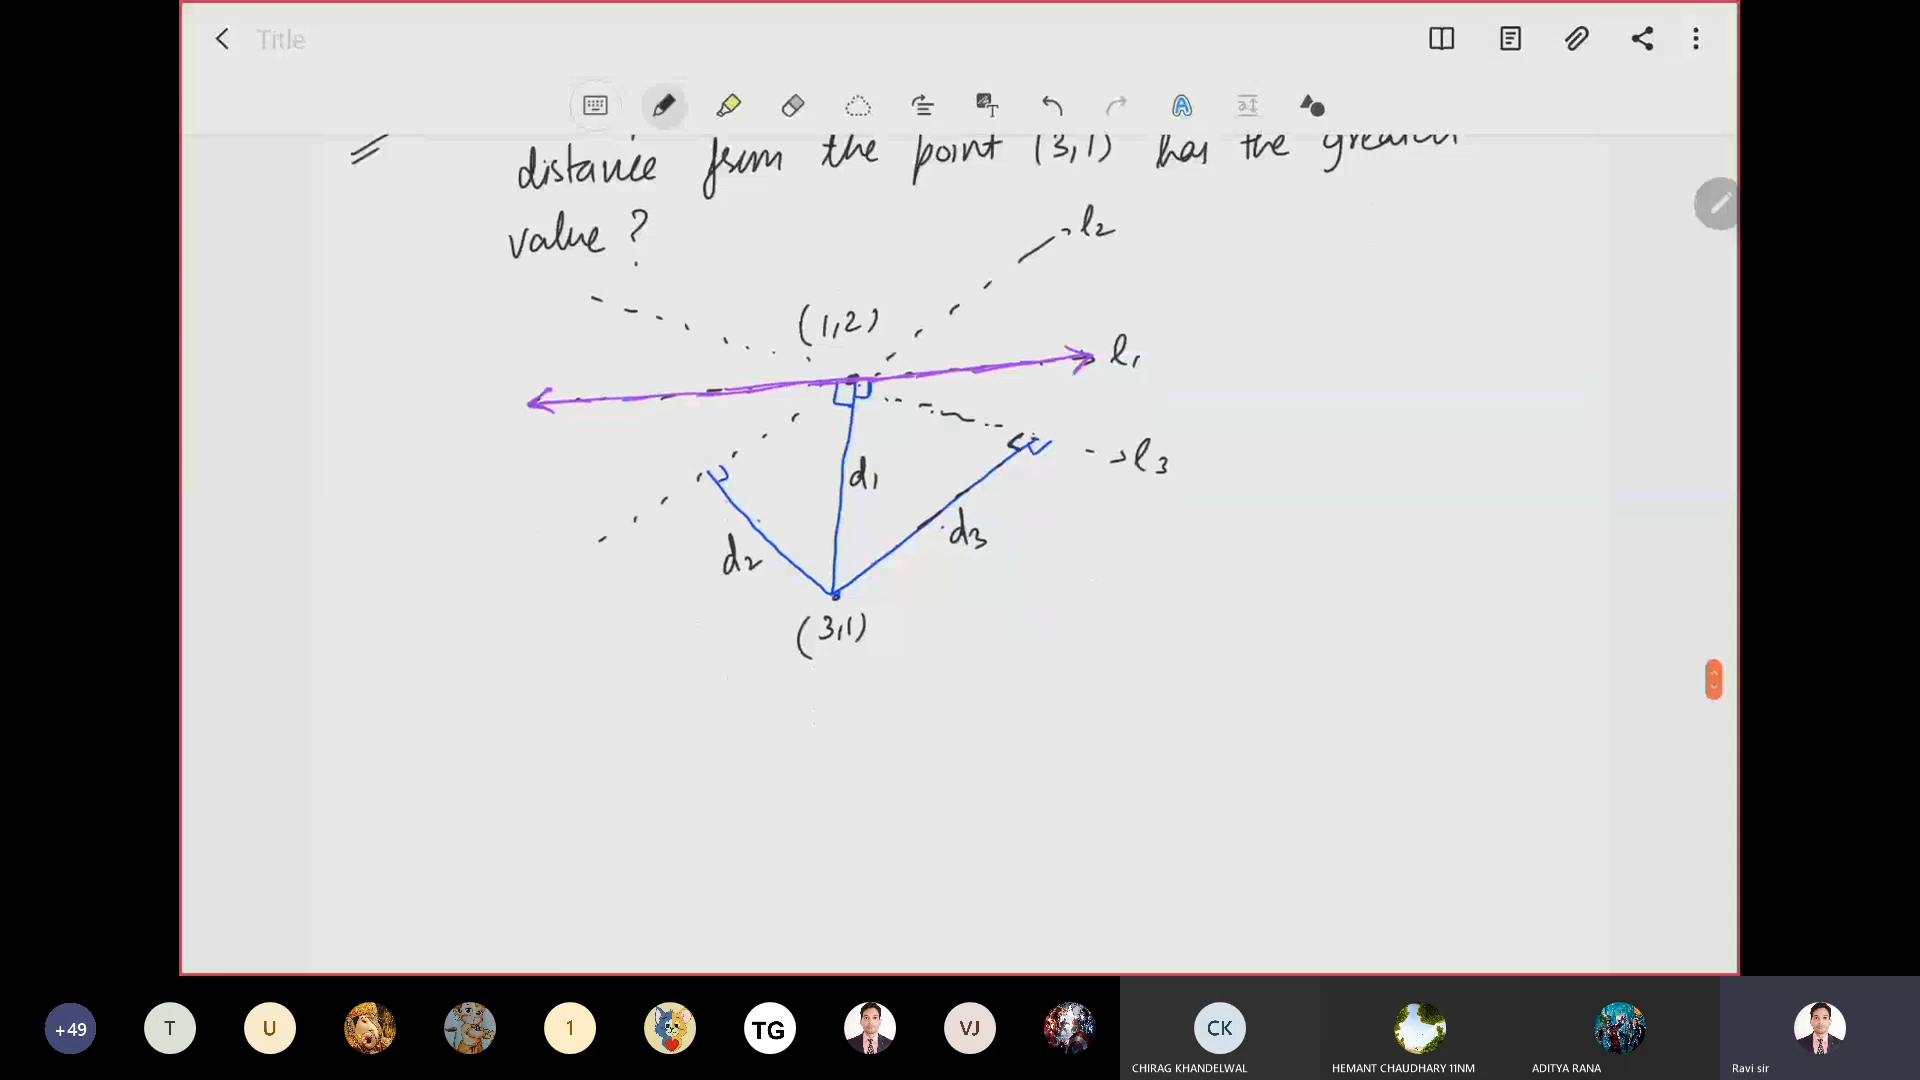 Title
distance from the point (3,1) has the greatest
value ?
l2
(1,2)
l1
l3
d1
d2
d3
(3,1)
+49
T
U
1
TG
VJ
CK
CHIRAG KHANDELWAL
HEMANT CHAUDHARY 11NM
ADITYA RANA
Ravi sir